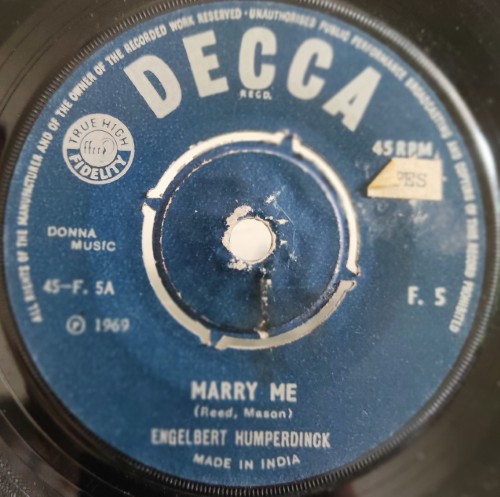 ALL RIGHTS OF THE MANUFACTURER AND OF THE OWNER OF THE RECORDED WORK RESERVED · UNAUTHORISED PUBLIC PERFORMANCE BROADCASTING AND COPYING OF THIS RECORD PROHIBITED
DECCA
REGD.
TRUE HIGH
ffrr
FIDELITY
45 RPM
DONNA
MUSIC
45-F. 5A
F. 5
Ⓟ 1969
MARRY ME
(Reed, Mason)
ENGELBERT HUMPERDINCK
MADE IN INDIA